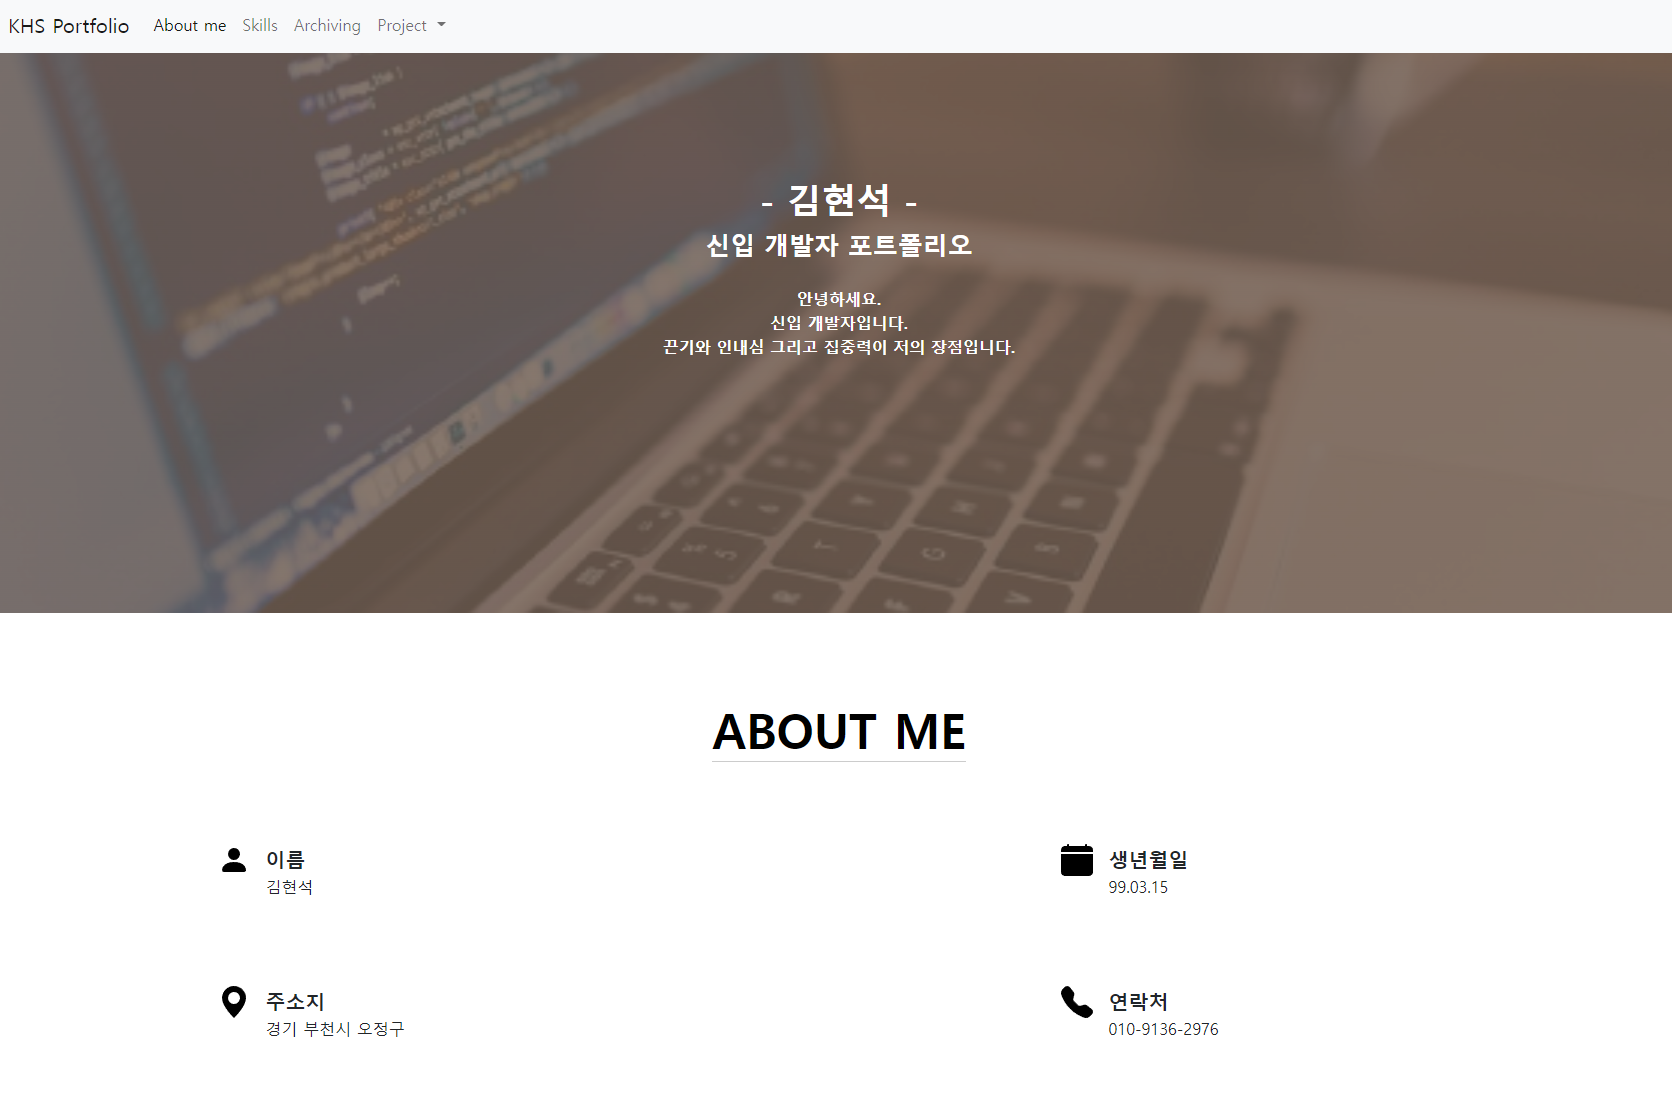 KHS Portfolio About me Skills Archiving Project
- 김현석 -
신입 개발자 포트폴리오
안녕하세요.
신입 개발자입니다.
끈기와 인내심 그리고 집중력이 저의 장점입니다.
ABOUT ME
이름
김현석
생년월일
99.03.15
주소지
경기 부천시 오정구
연락처
010-9136-2976